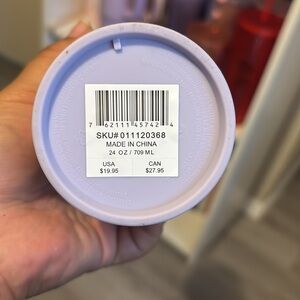 7 62111 45742 4
SKU# 011120368
MADE IN CHINA
24 OZ / 709 ML
USA CAN
$19.95 $27.95